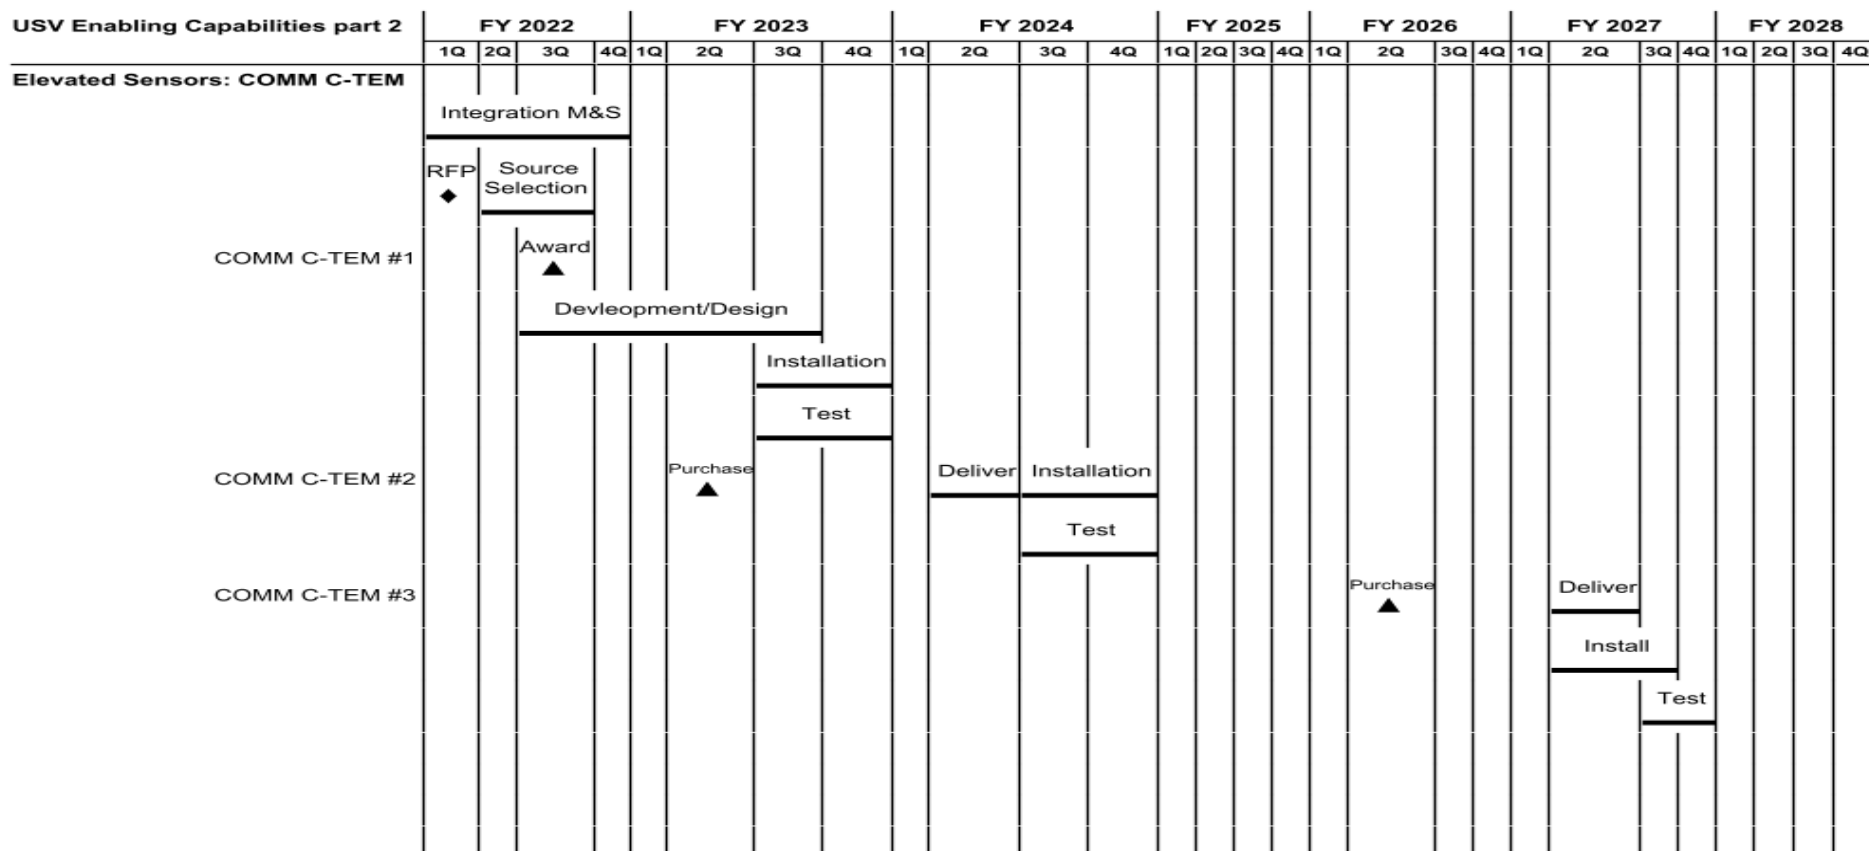 USV Enabling Capabilities part 2 FY 2022 FY 2023 FY 2024 FY 2025 FY 2026 FY 2027 FY 2028
1Q 2Q 3Q 4Q 1Q 2Q 3Q 4Q 1Q 2Q 3Q 4Q 1Q 2Q 3Q 4Q 1Q 2Q 3Q 4Q 1Q 2Q 3Q 4Q 1Q 2Q 3Q 4Q
Elevated Sensors: COMM C-TEM
Integration M&S
RFP Source
Selection
Award
COMM C-TEM #1
Devleopment/Design
Installation
Test
COMM C-TEM #2 Purchase Deliver Installation
Test
COMM C-TEM #3 Purchase Deliver
Install
Test